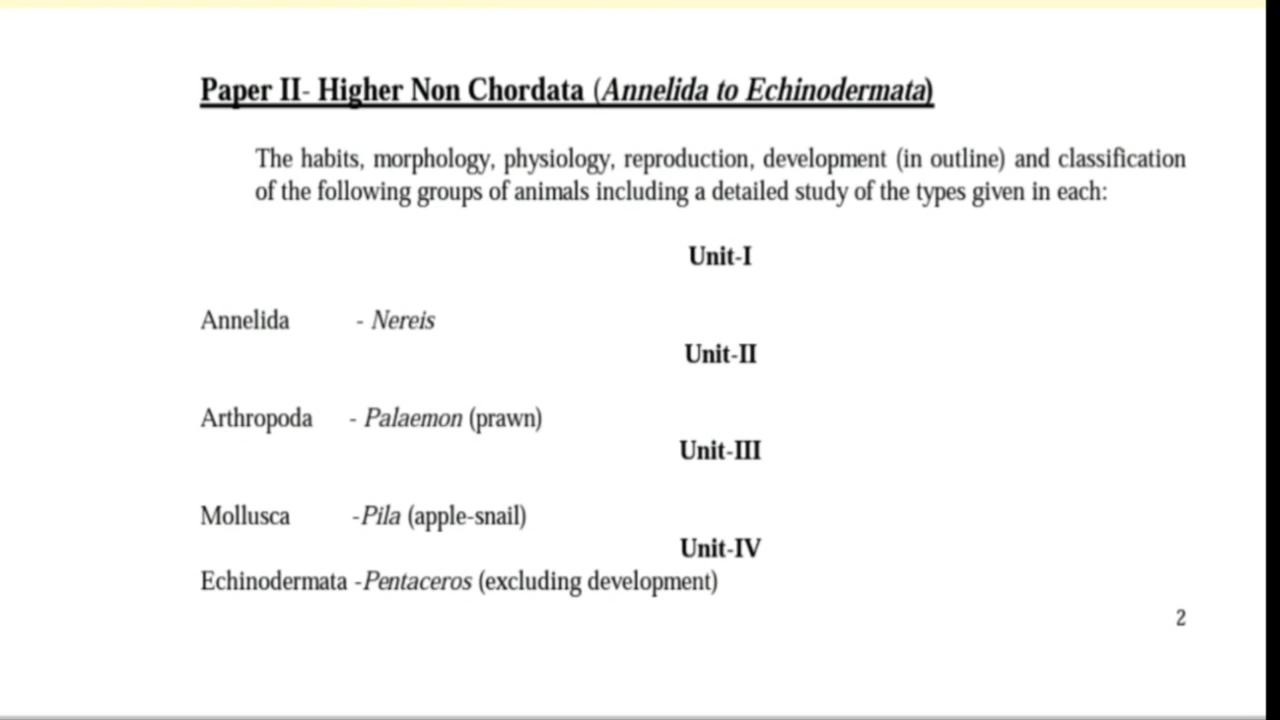 Paper II- Higher Non Chordata (Annelida to Echinodermata)
The habits, morphology, physiology, reproduction, development (in outline) and classification
of the following groups of animals including a detailed study of the types given in each:
Unit-I
Annelida - Nereis
Unit-II
Arthropoda - Palaemon (prawn)
Unit-III
Mollusca -Pila (apple-snail)
Unit-IV
Echinodermata -Pentaceros (excluding development)
2